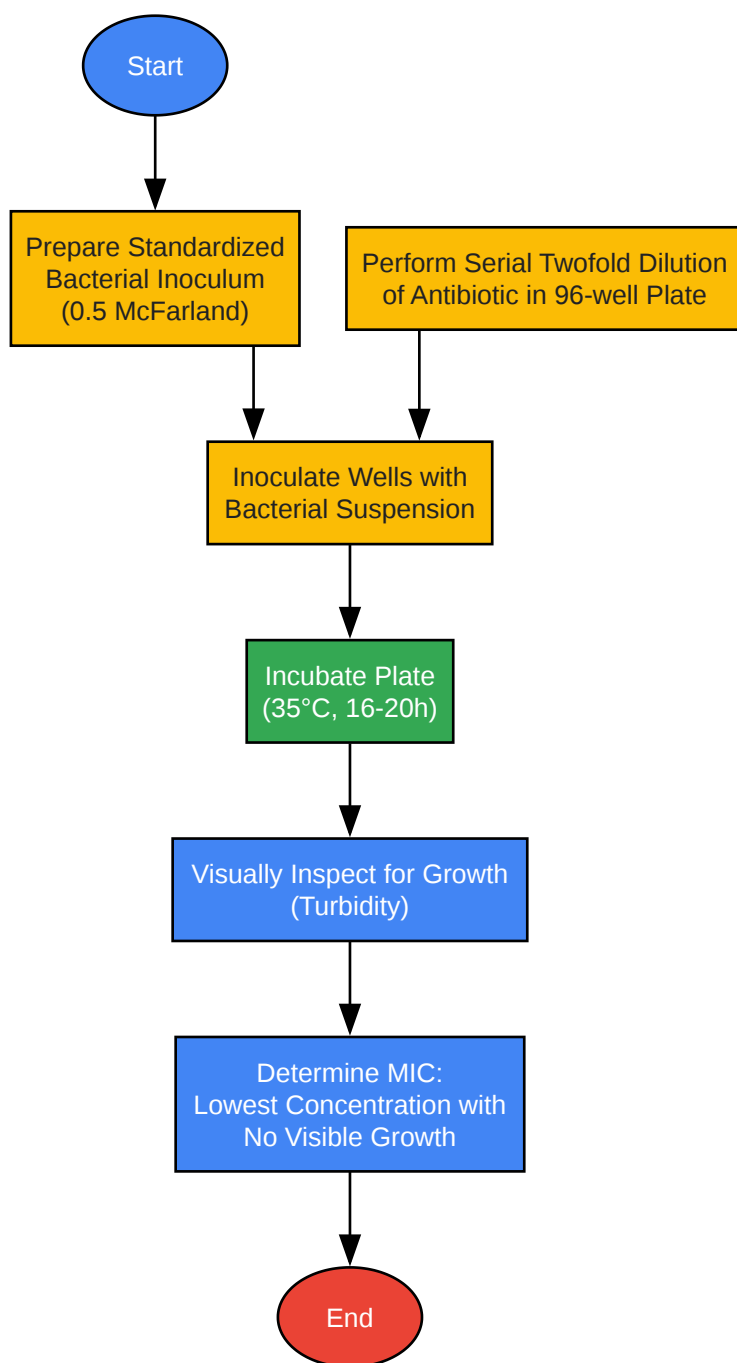 Start
Prepare Standardized
Bacterial Inoculum
(0.5 McFarland)
Perform Serial Twofold Dilution
of Antibiotic in 96-well Plate
Inoculate Wells with
Bacterial Suspension
Incubate Plate
(35°C, 16-20h)
Visually Inspect for Growth
(Turbidity)
Determine MIC:
Lowest Concentration with
No Visible Growth
End